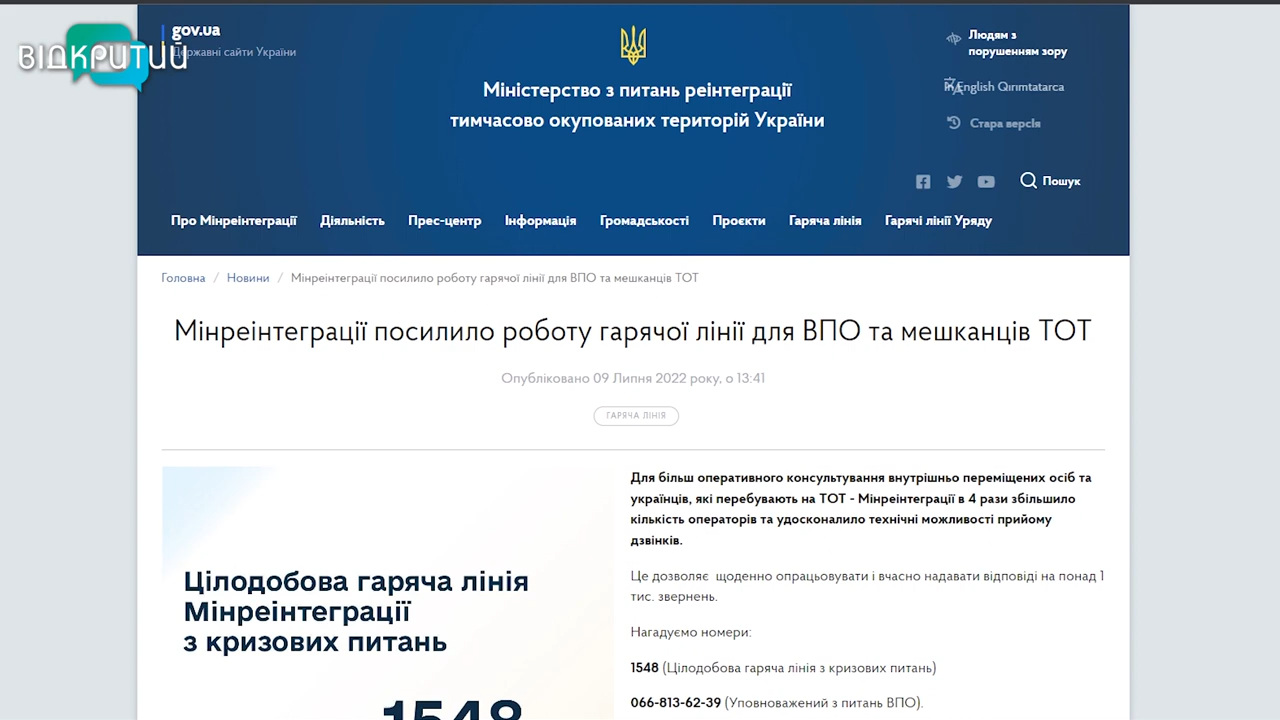 gov.ua
Державні сайти України
ВІДКРИТИЙ
Міністерство з питань реінтеграції
тимчасово окупованих територій України
Людям з
порушенням зору
In English Qırımtatarca
Стара версія
Пошук
Про Мінреінтеграції Діяльність Прес-центр Інформація Громадськості Проєкти Гаряча лінія Гарячі лінії Уряду
Головна / Новини / Мінреінтеграції посилило роботу гарячої лінії для ВПО та мешканців ТОТ
Мінреінтеграції посилило роботу гарячої лінії для ВПО та мешканців ТОТ
Опубліковано 09 Липня 2022 року, о 13:41
ГАРЯЧА ЛІНІЯ
Цілодобова гаряча лінія
Мінреінтеграції
з кризових питань
1548
Для більш оперативного консультування внутрішньо переміщених осіб та
українців, які перебувають на ТОТ - Мінреінтеграції в 4 рази збільшило
кількість операторів та удосконалило технічні можливості прийому
дзвінків.
Це дозволяє щоденно опрацьовувати і вчасно надавати відповіді на понад 1
тис. звернень.
Нагадуємо номери:
1548 (Цілодобова гаряча лінія з кризових питань)
066-813-62-39 (Уповноважений з питань ВПО).